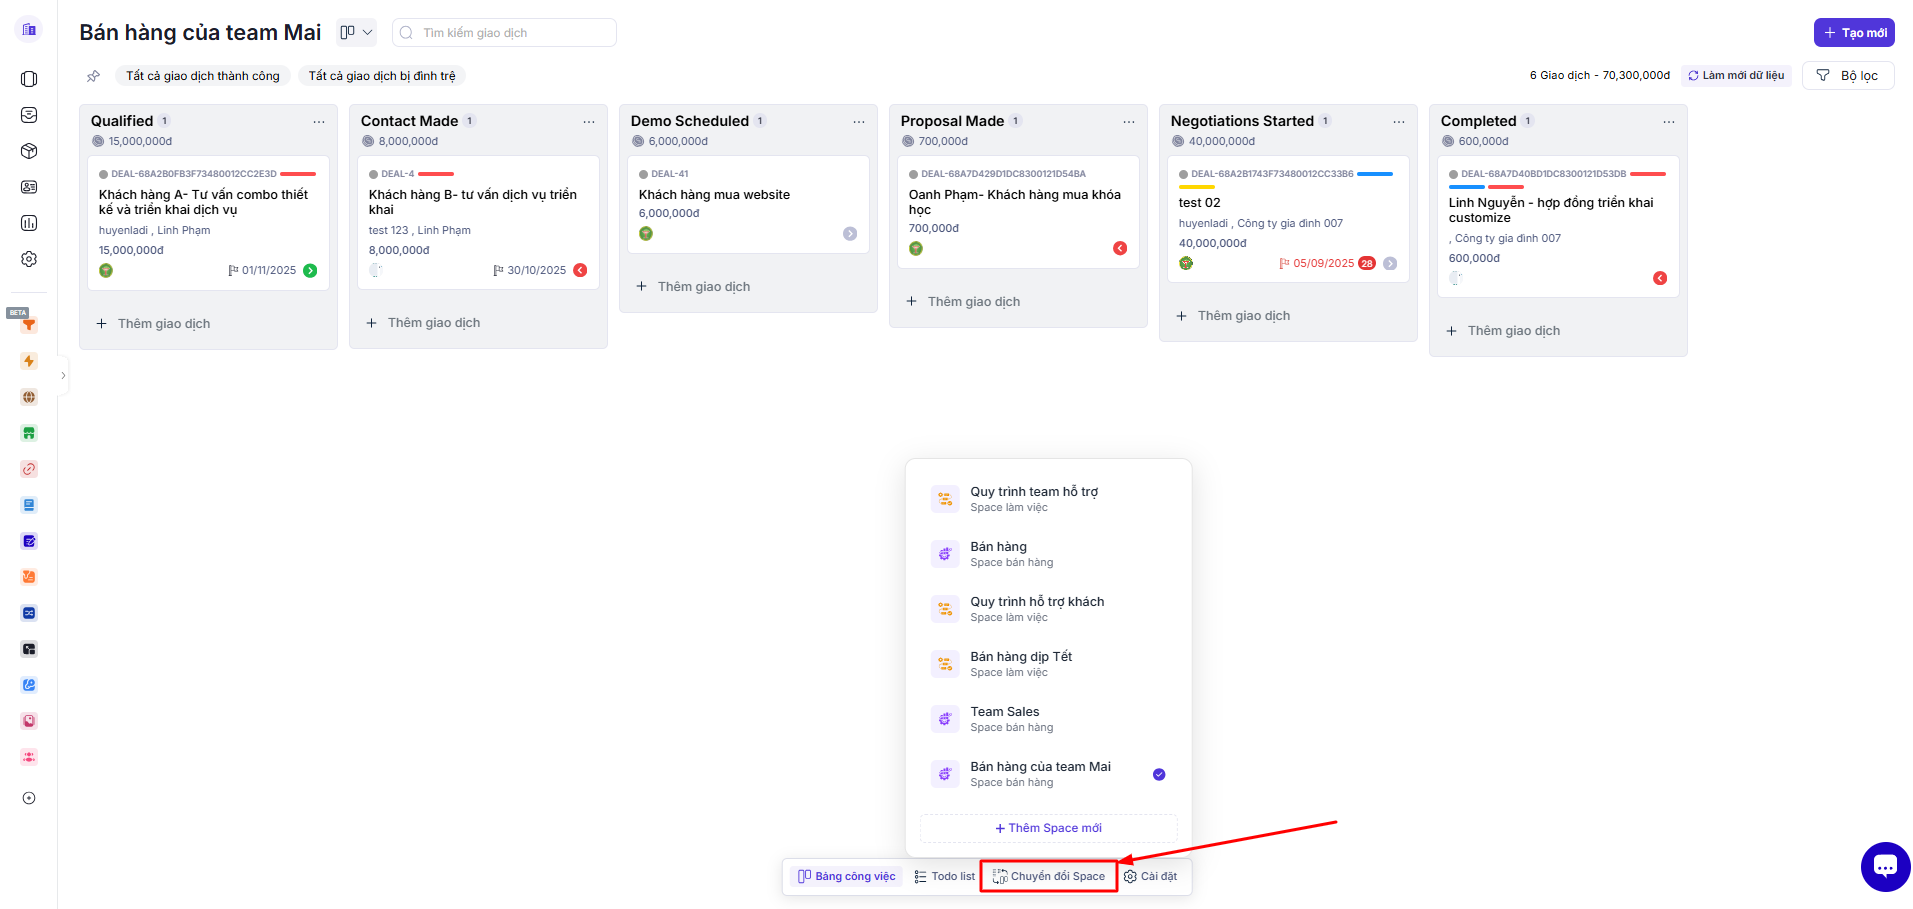 Bán hàng của team Mai
Tìm kiếm giao dịch
Tạo mới
Tất cả giao dịch thành công
Tất cả giao dịch bị đình trệ
6 Giao dịch - 70,300,000đ
Làm mới dữ liệu
Bộ lọc
Qualified 1
15,000,000đ
DEAL-68A2B0FB3F73480012CC2E3D
Khách hàng A- Tư vấn combo thiết
kế và triển khai dịch vụ
huyenladi , Linh Phạm
15,000,000đ
01/11/2025
Thêm giao dịch
Contact Made 1
8,000,000đ
DEAL-4
Khách hàng B- tư vấn dịch vụ triển
khai
test 123 , Linh Phạm
8,000,000đ
30/10/2025
Thêm giao dịch
Demo Scheduled 1
6,000,000đ
DEAL-41
Khách hàng mua website
6,000,000đ
Thêm giao dịch
Proposal Made 1
700,000đ
DEAL-68A7D429D1DC8300121D54BA
Oanh Phạm- Khách hàng mua khóa
học
700,000đ
Thêm giao dịch
Negotiations Started 1
40,000,000đ
DEAL-68A2B1743F73480012CC33B6
test 02
huyenladi , Công ty gia đình 007
40,000,000đ
05/09/2025 28
Thêm giao dịch
Completed 1
600,000đ
DEAL-68A7D40BD1DC8300121D53DB
Linh Nguyễn - hợp đồng triển khai
customize
, Công ty gia đình 007
600,000đ
Thêm giao dịch
BETA
Quy trình team hỗ trợ
Space làm việc
Bán hàng
Space bán hàng
Quy trình hỗ trợ khách
Space làm việc
Bán hàng dịp Tết
Space làm việc
Team Sales
Space bán hàng
Bán hàng của team Mai
Space bán hàng
Thêm Space mới
Bảng công việc
Todo list
Chuyển đổi Space
Cài đặt